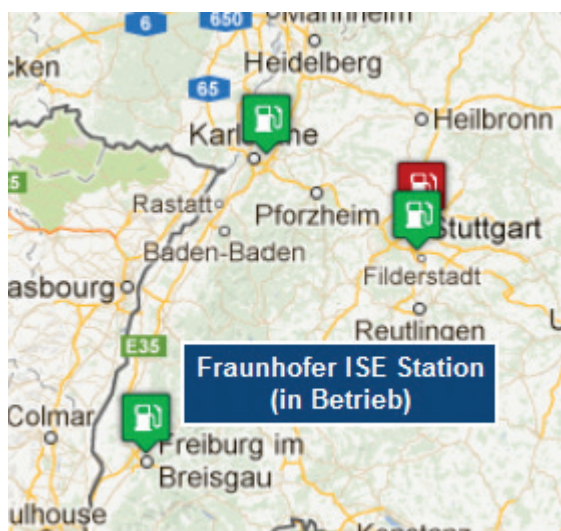 6
650
Mannheim
Heidelberg
cken
65
Heilbronn
5
Rastatt
Pforzheim
Stuttgart
Baden-Baden
Filderstadt
asbourg
Reutlingen
E35
Fraunhofer ISE Station
(in Betrieb)
Colmar
Freiburg im
Breisgau
ulhouse